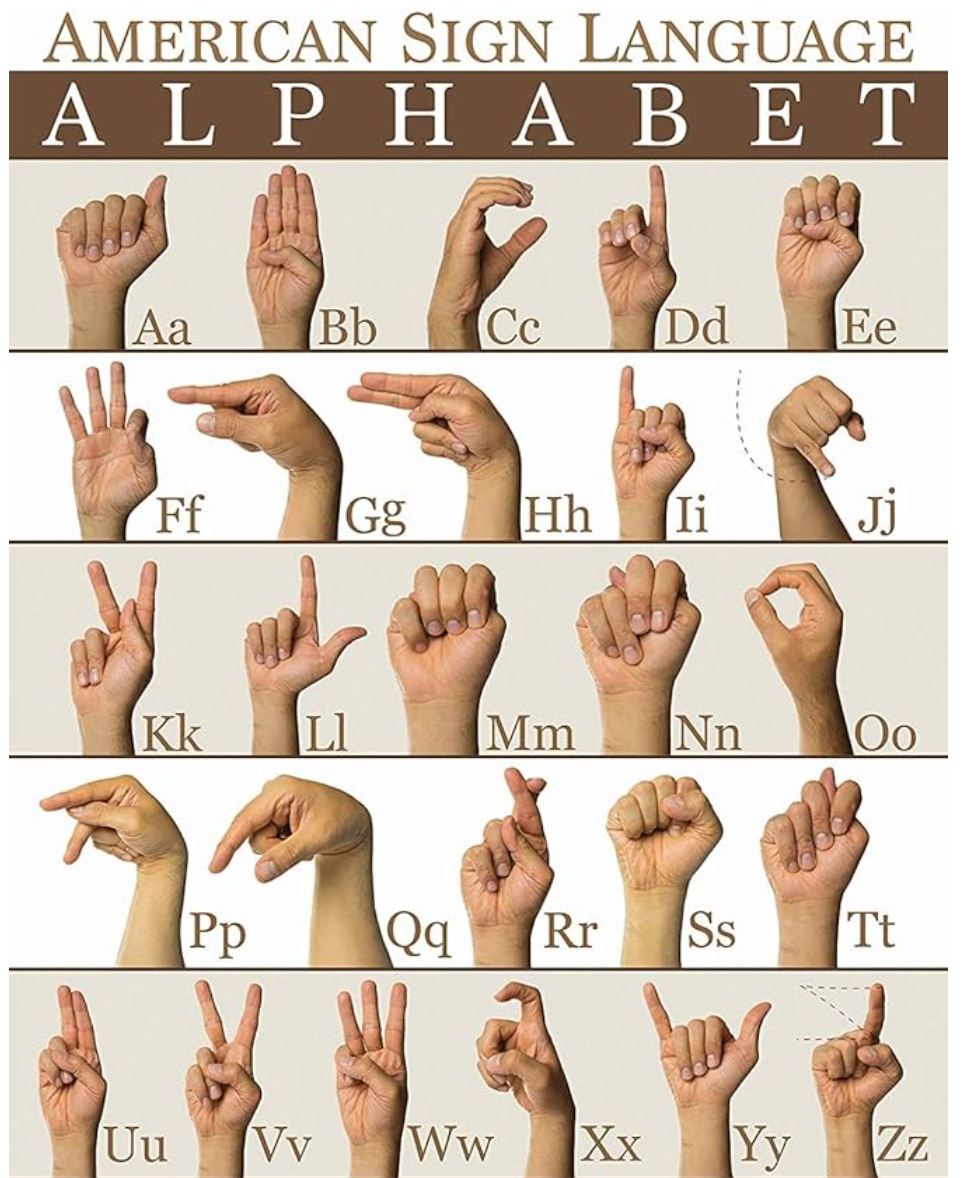 AMERICAN SIGN LANGUAGE
ALPHABET
Aa Bb Cc Dd Ee
Ff Gg Hh Ii Jj
Kk Ll Mm Nn Oo
Pp Qq Rr Ss Tt
Uu Vv Ww Xx Yy Zz